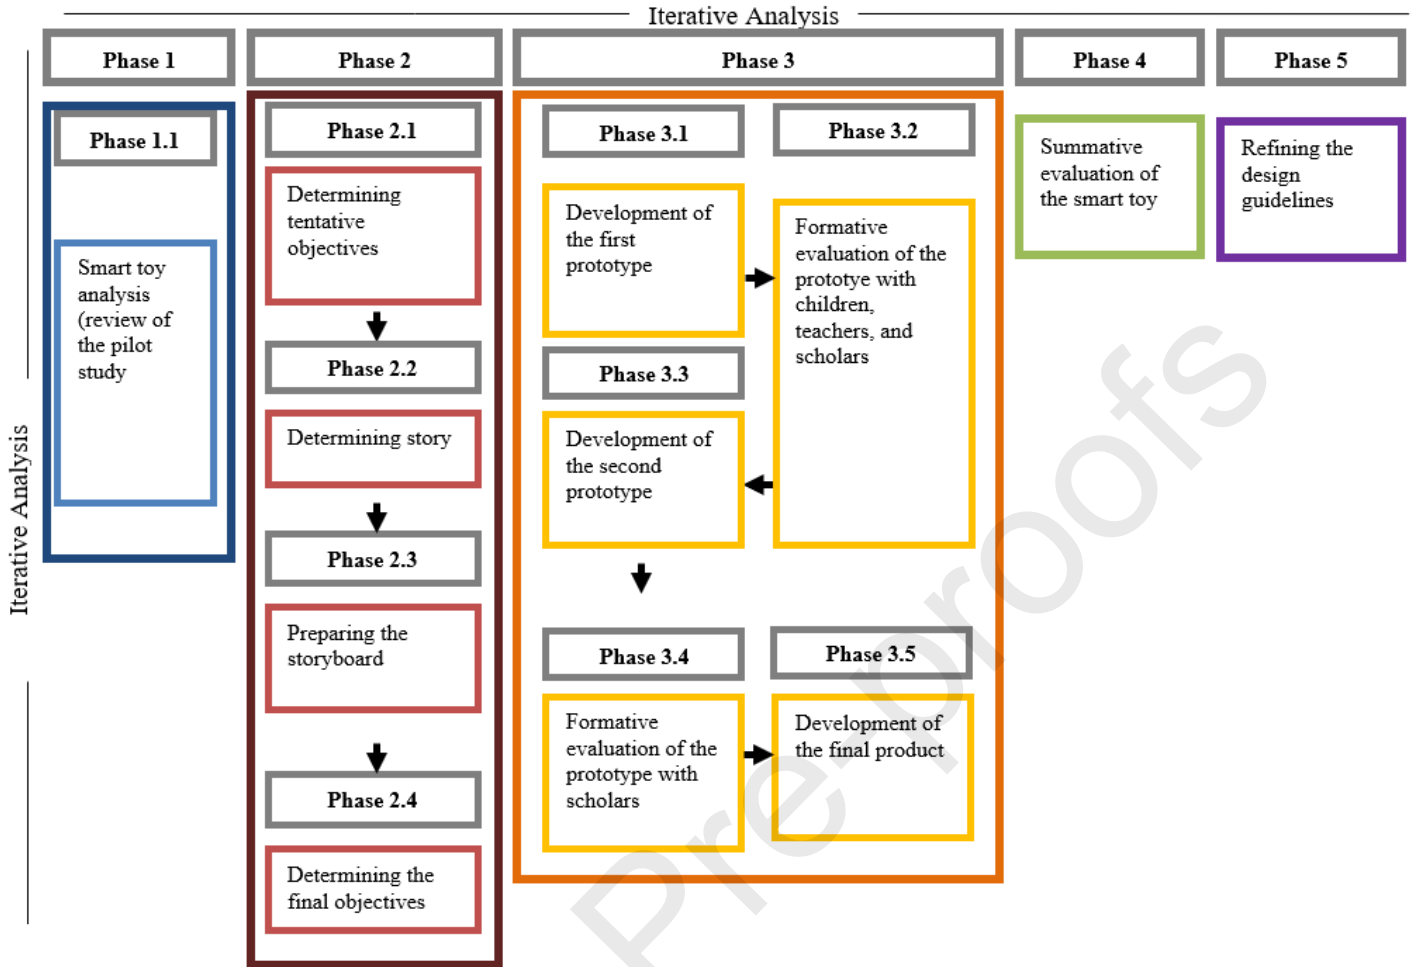 Iterative Analysis
Iterative Analysis
Phase 1
Phase 2
Phase 3
Phase 4
Phase 5
Phase 1.1
Smart toy
analysis
(review of
the pilot
study
Phase 2.1
Determining
tentative
objectives
Phase 2.2
Determining story
Phase 2.3
Preparing the
storyboard
Phase 2.4
Determining the
final objectives
Phase 3.1
Development of
the first
prototype
Phase 3.2
Formative
evaluation of the
prototye with
children,
teachers, and
scholars
Phase 3.3
Development of
the second
prototype
Phase 3.4
Formative
evaluation of the
prototype with
scholars
Phase 3.5
Development of
the final product
Summative
evaluation of
the smart toy
Refining the
design
guidelines
Pre-proofs